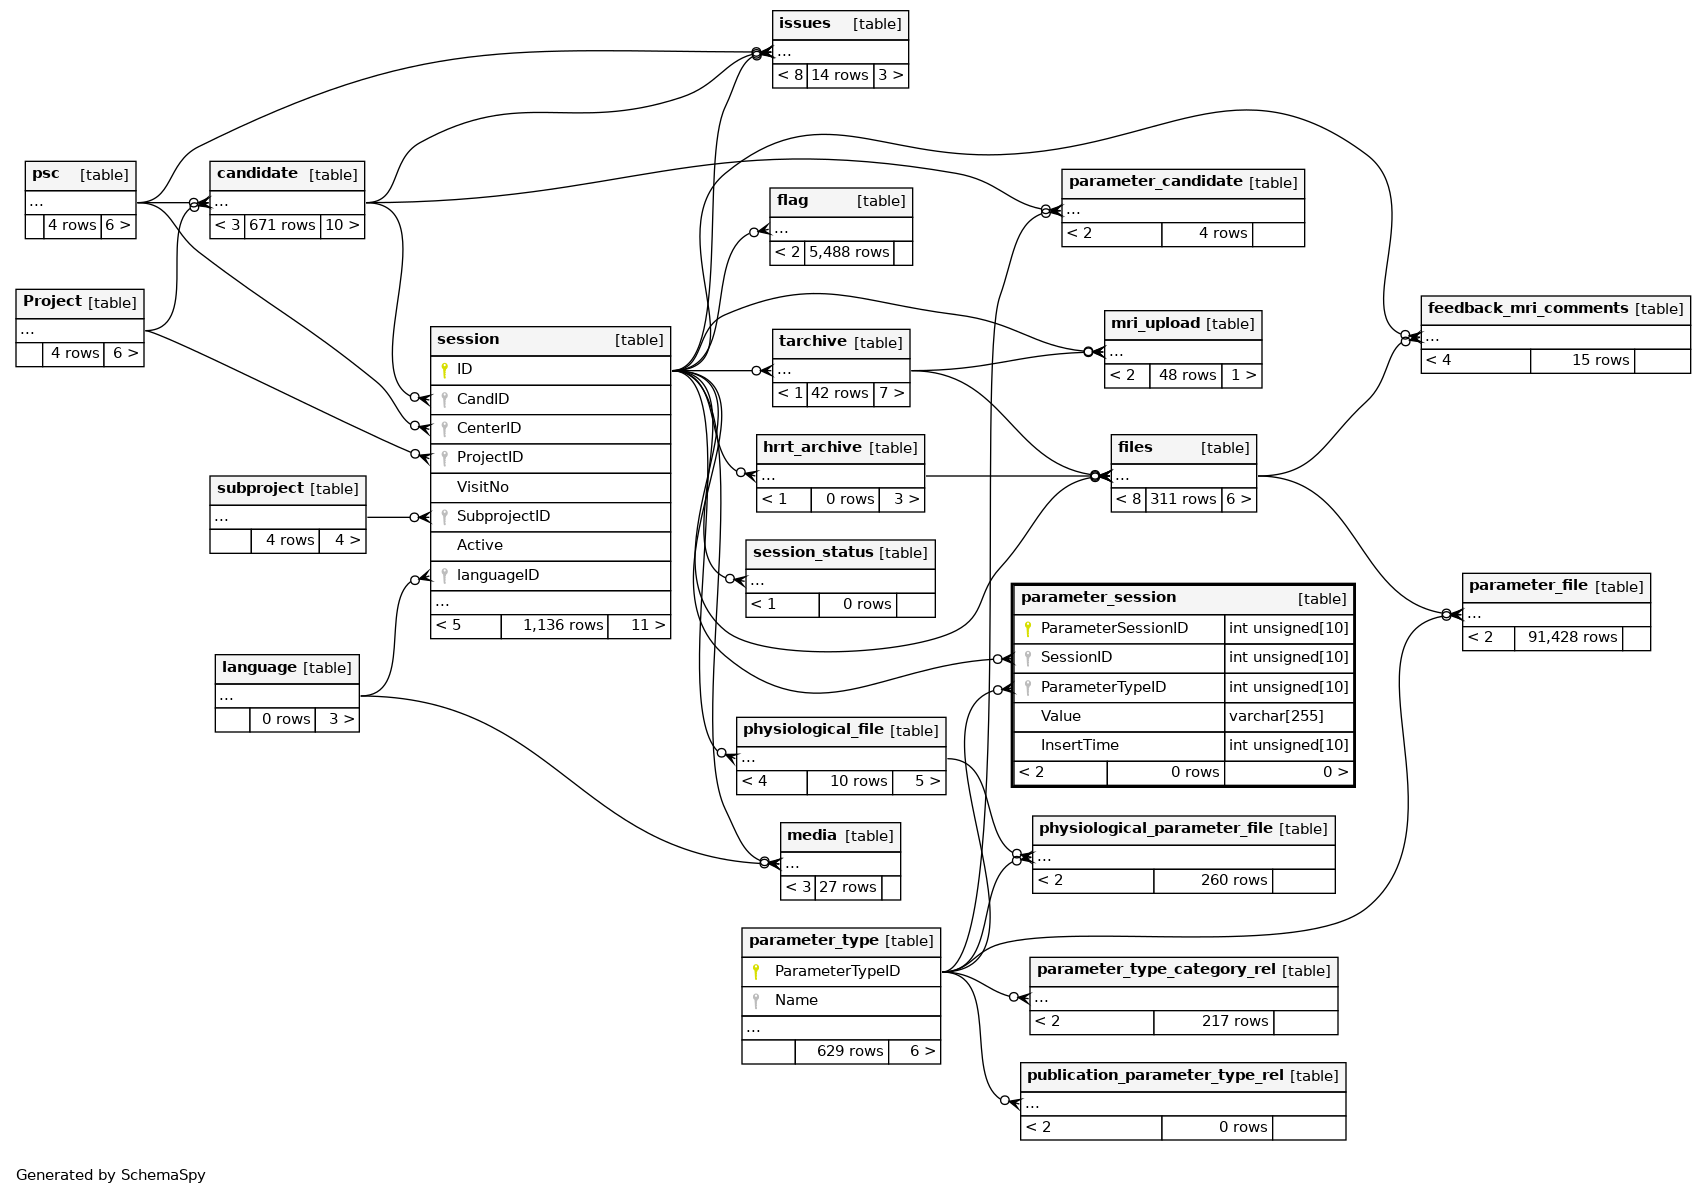 issues [table]
...
< 8 14 rows 3 >
psc [table]
...
4 rows 6 >
candidate [table]
...
< 3 671 rows 10 >
parameter_candidate [table]
...
< 2 4 rows
flag [table]
...
< 2 5,488 rows
Project [table]
...
4 rows 6 >
feedback_mri_comments [table]
...
< 4 15 rows
mri_upload [table]
...
< 2 48 rows 1 >
session [table]
ID
CandID
CenterID
ProjectID
VisitNo
SubprojectID
Active
languageID
...
< 5 1,136 rows 11 >
tarchive [table]
...
< 1 42 rows 7 >
hrrt_archive [table]
...
< 1 0 rows 3 >
files [table]
...
< 8 311 rows 6 >
subproject [table]
...
4 rows 4 >
session_status [table]
...
< 1 0 rows
parameter_file [table]
...
< 2 91,428 rows
parameter_session [table]
ParameterSessionID int unsigned[10]
SessionID int unsigned[10]
ParameterTypeID int unsigned[10]
Value varchar[255]
InsertTime int unsigned[10]
< 2 0 rows 0 >
language [table]
...
0 rows 3 >
physiological_file [table]
...
< 4 10 rows 5 >
media [table]
...
< 3 27 rows
physiological_parameter_file [table]
...
< 2 260 rows
parameter_type [table]
ParameterTypeID
Name
...
629 rows 6 >
parameter_type_category_rel [table]
...
< 2 217 rows
publication_parameter_type_rel [table]
...
< 2 0 rows
Generated by SchemaSpy